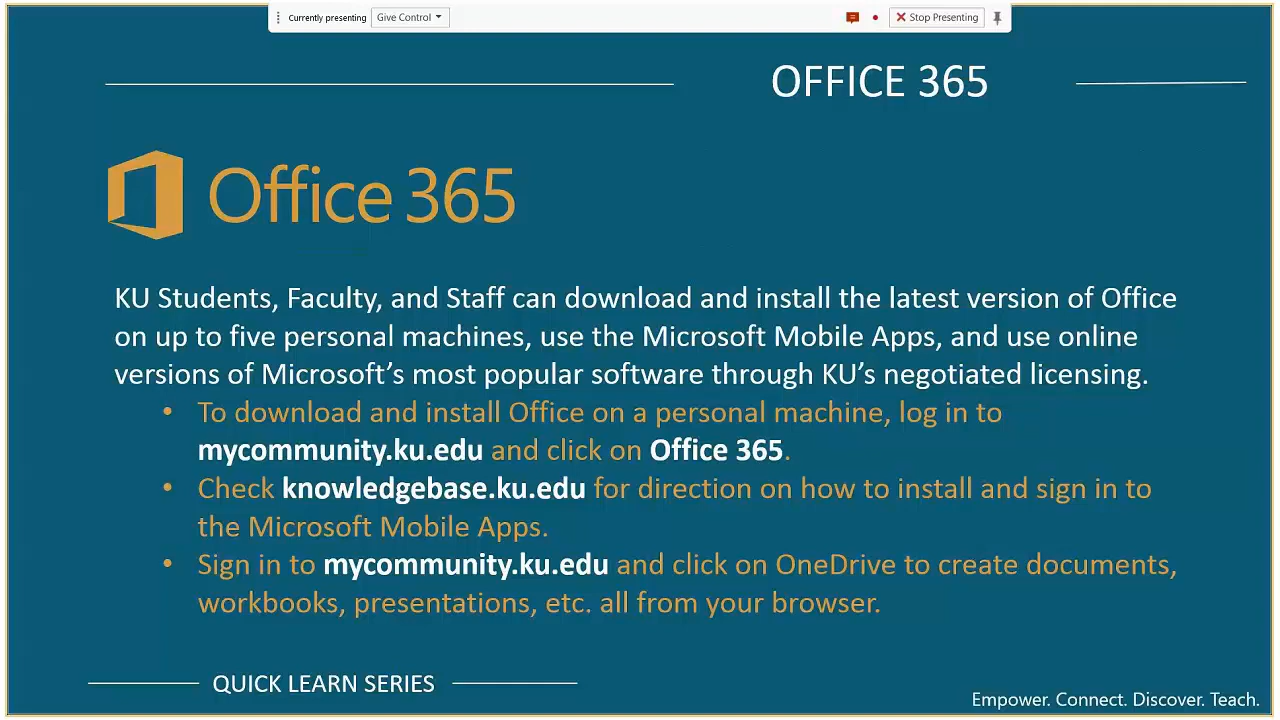 Currently presenting Give Control Stop Presenting
OFFICE 365
Office 365
KU Students, Faculty, and Staff can download and install the latest version of Office
on up to five personal machines, use the Microsoft Mobile Apps, and use online
versions of Microsoft’s most popular software through KU’s negotiated licensing.
• To download and install Office on a personal machine, log in to
mycommunity.ku.edu and click on Office 365.
• Check knowledgebase.ku.edu for direction on how to install and sign in to
the Microsoft Mobile Apps.
• Sign in to mycommunity.ku.edu and click on OneDrive to create documents,
workbooks, presentations, etc. all from your browser.
QUICK LEARN SERIES
Empower. Connect. Discover. Teach.